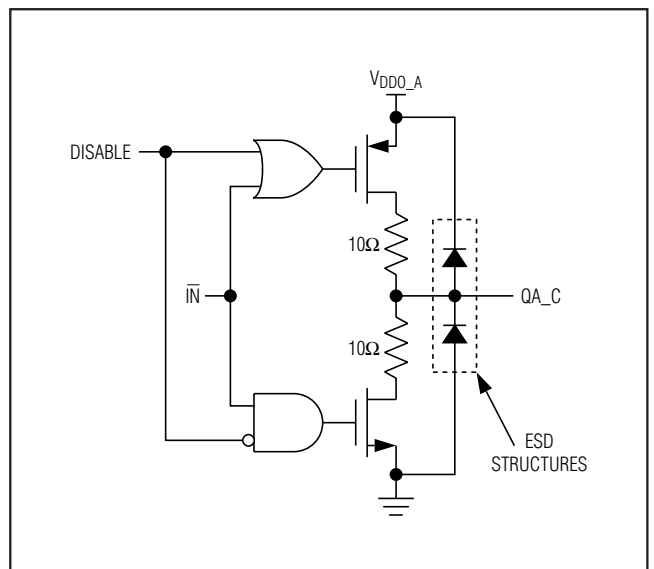 VDDO_A
DISABLE
10Ω
IN̅
QA_C
10Ω
ESD
STRUCTURES